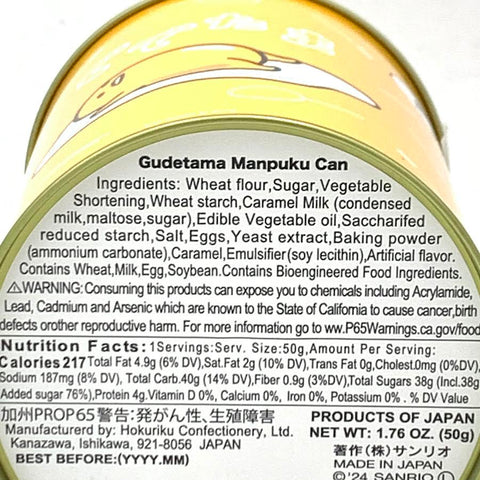 Gudetama Manpuku Can
Ingredients: Wheat flour,Sugar,Vegetable
Shortening,Wheat starch,Caramel Milk (condensed
milk,maltose,sugar),Edible Vegetable oil,Saccharifed
reduced starch,Salt,Eggs,Yeast extract,Baking powder
(ammonium carbonate),Caramel,Emulsifier(soy lecithin),Artificial flavor.
Contains Wheat,Milk,Egg,Soybean.Contains Bioengineered Food Ingredients.
⚠WARNING:Consuming this products can expose you to chemicals including Acrylamide,
Lead, Cadmium and Arsenic which are known to the State of California to cause cancer,birth
defects orother reproductive harm. For more information go to ww.P65Warnings.ca.gov/food
Nutrition Facts:1Servings:Serv. Size:50g,Amount Per Serving:
Calories217 Total Fat 4.9g (6% DV),Sat.Fat 2g (10% DV),Trans Fat 0g,Cholest.0mg (0%DV),
Sodium 187mg (8% DV), Total Carb.40g (14% DV),Fiber 0.9g (3%DV),Total Sugars 38g (Incl.38g
Added sugar 76%),Protein 4g.Vitamin D 0%, Calcium 0%, Iron 0%, Potassium 0% . % DV Value
加州PROP65警告:発がん性、生殖障害
Manufacturerd by: Hokuriku Confectionery, Ltd.
Kanazawa, Ishikawa, 921-8056 JAPAN
BEST BEFORE:(YYYY.MM)
PRODUCTS OF JAPAN
NET WT: 1.76 OZ. (50g)
著作(株)サンリオ
MADE IN JAPAN
©'24 SANRIO Ⓛ